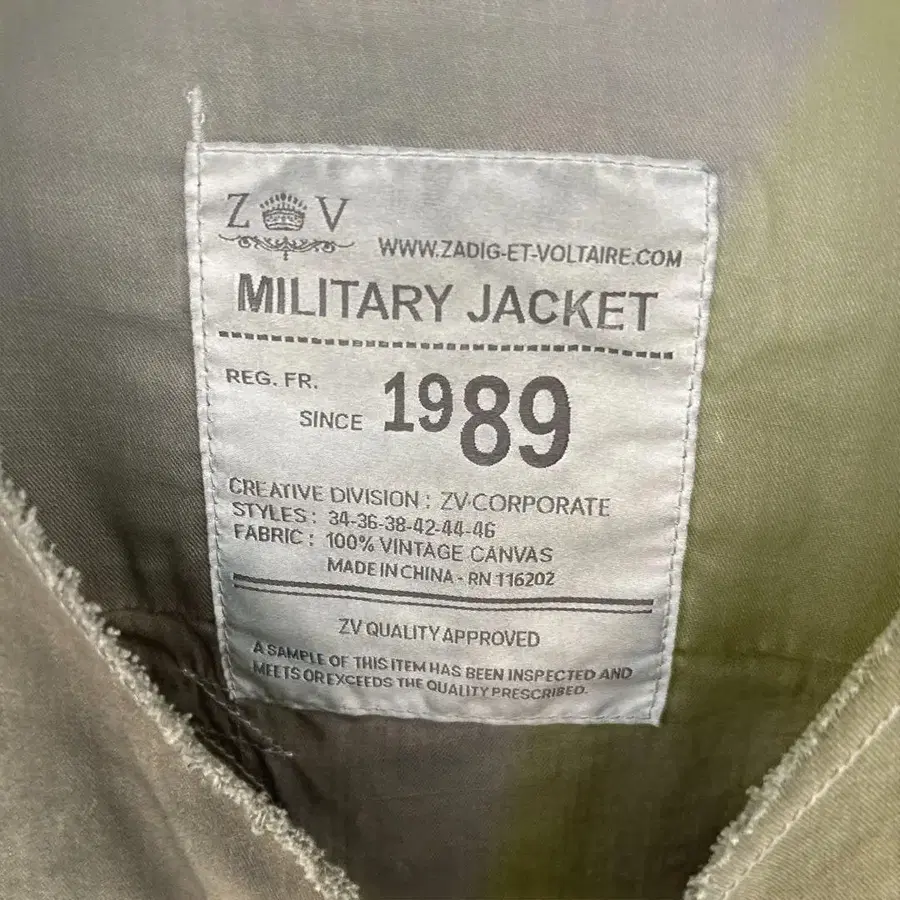 Z V
WWW.ZADIG-ET-VOLTAIRE.COM
MILITARY JACKET
REG. FR.
SINCE 1989
CREATIVE DIVISION : ZV-CORPORATE
STYLES : 34-36-38-42-44-46
FABRIC : 100% VINTAGE CANVAS
MADE IN CHINA - RN 116202
ZV QUALITY APPROVED
A SAMPLE OF THIS ITEM HAS BEEN INSPECTED AND
MEETS OR EXCEEDS THE QUALITY PRESCRIBED.